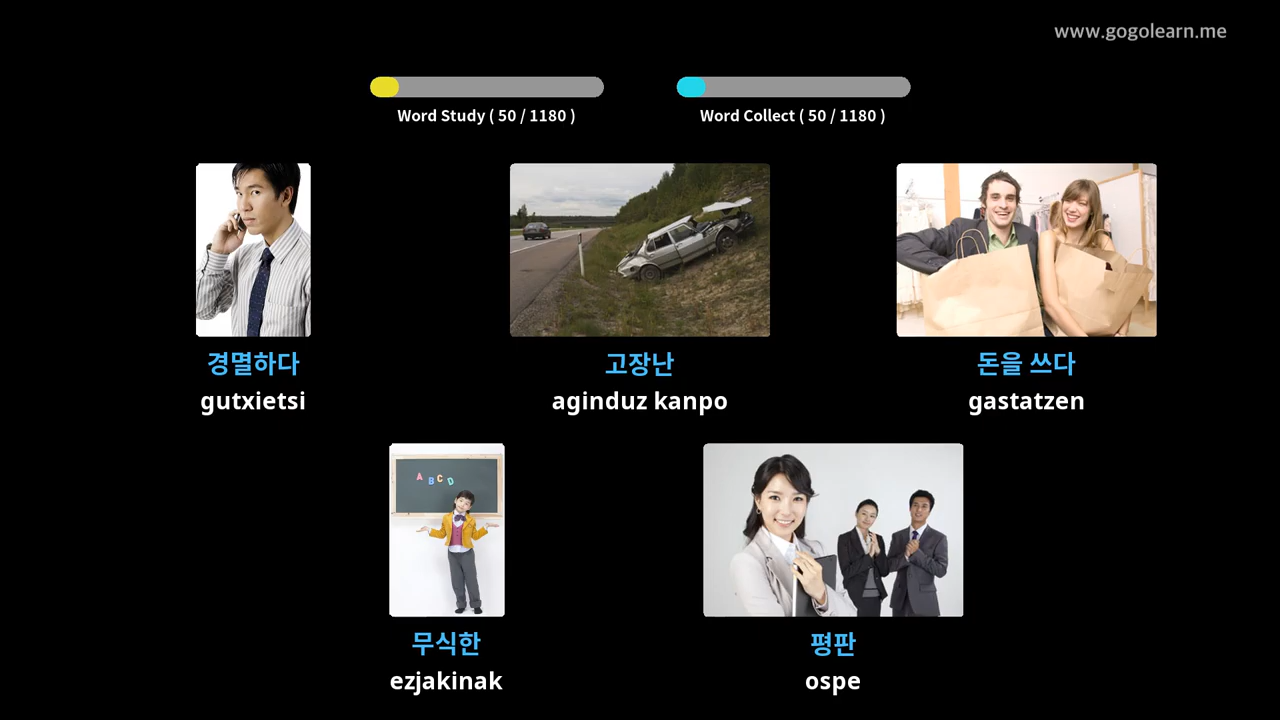 www.gogolearn.me
Word Study ( 50 / 1180 )
Word Collect ( 50 / 1180 )
경멸하다
gutxietsi
고장난
aginduz kanpo
돈을 쓰다
gastatzen
A B C D
무식한
ezjakinak
평판
ospe